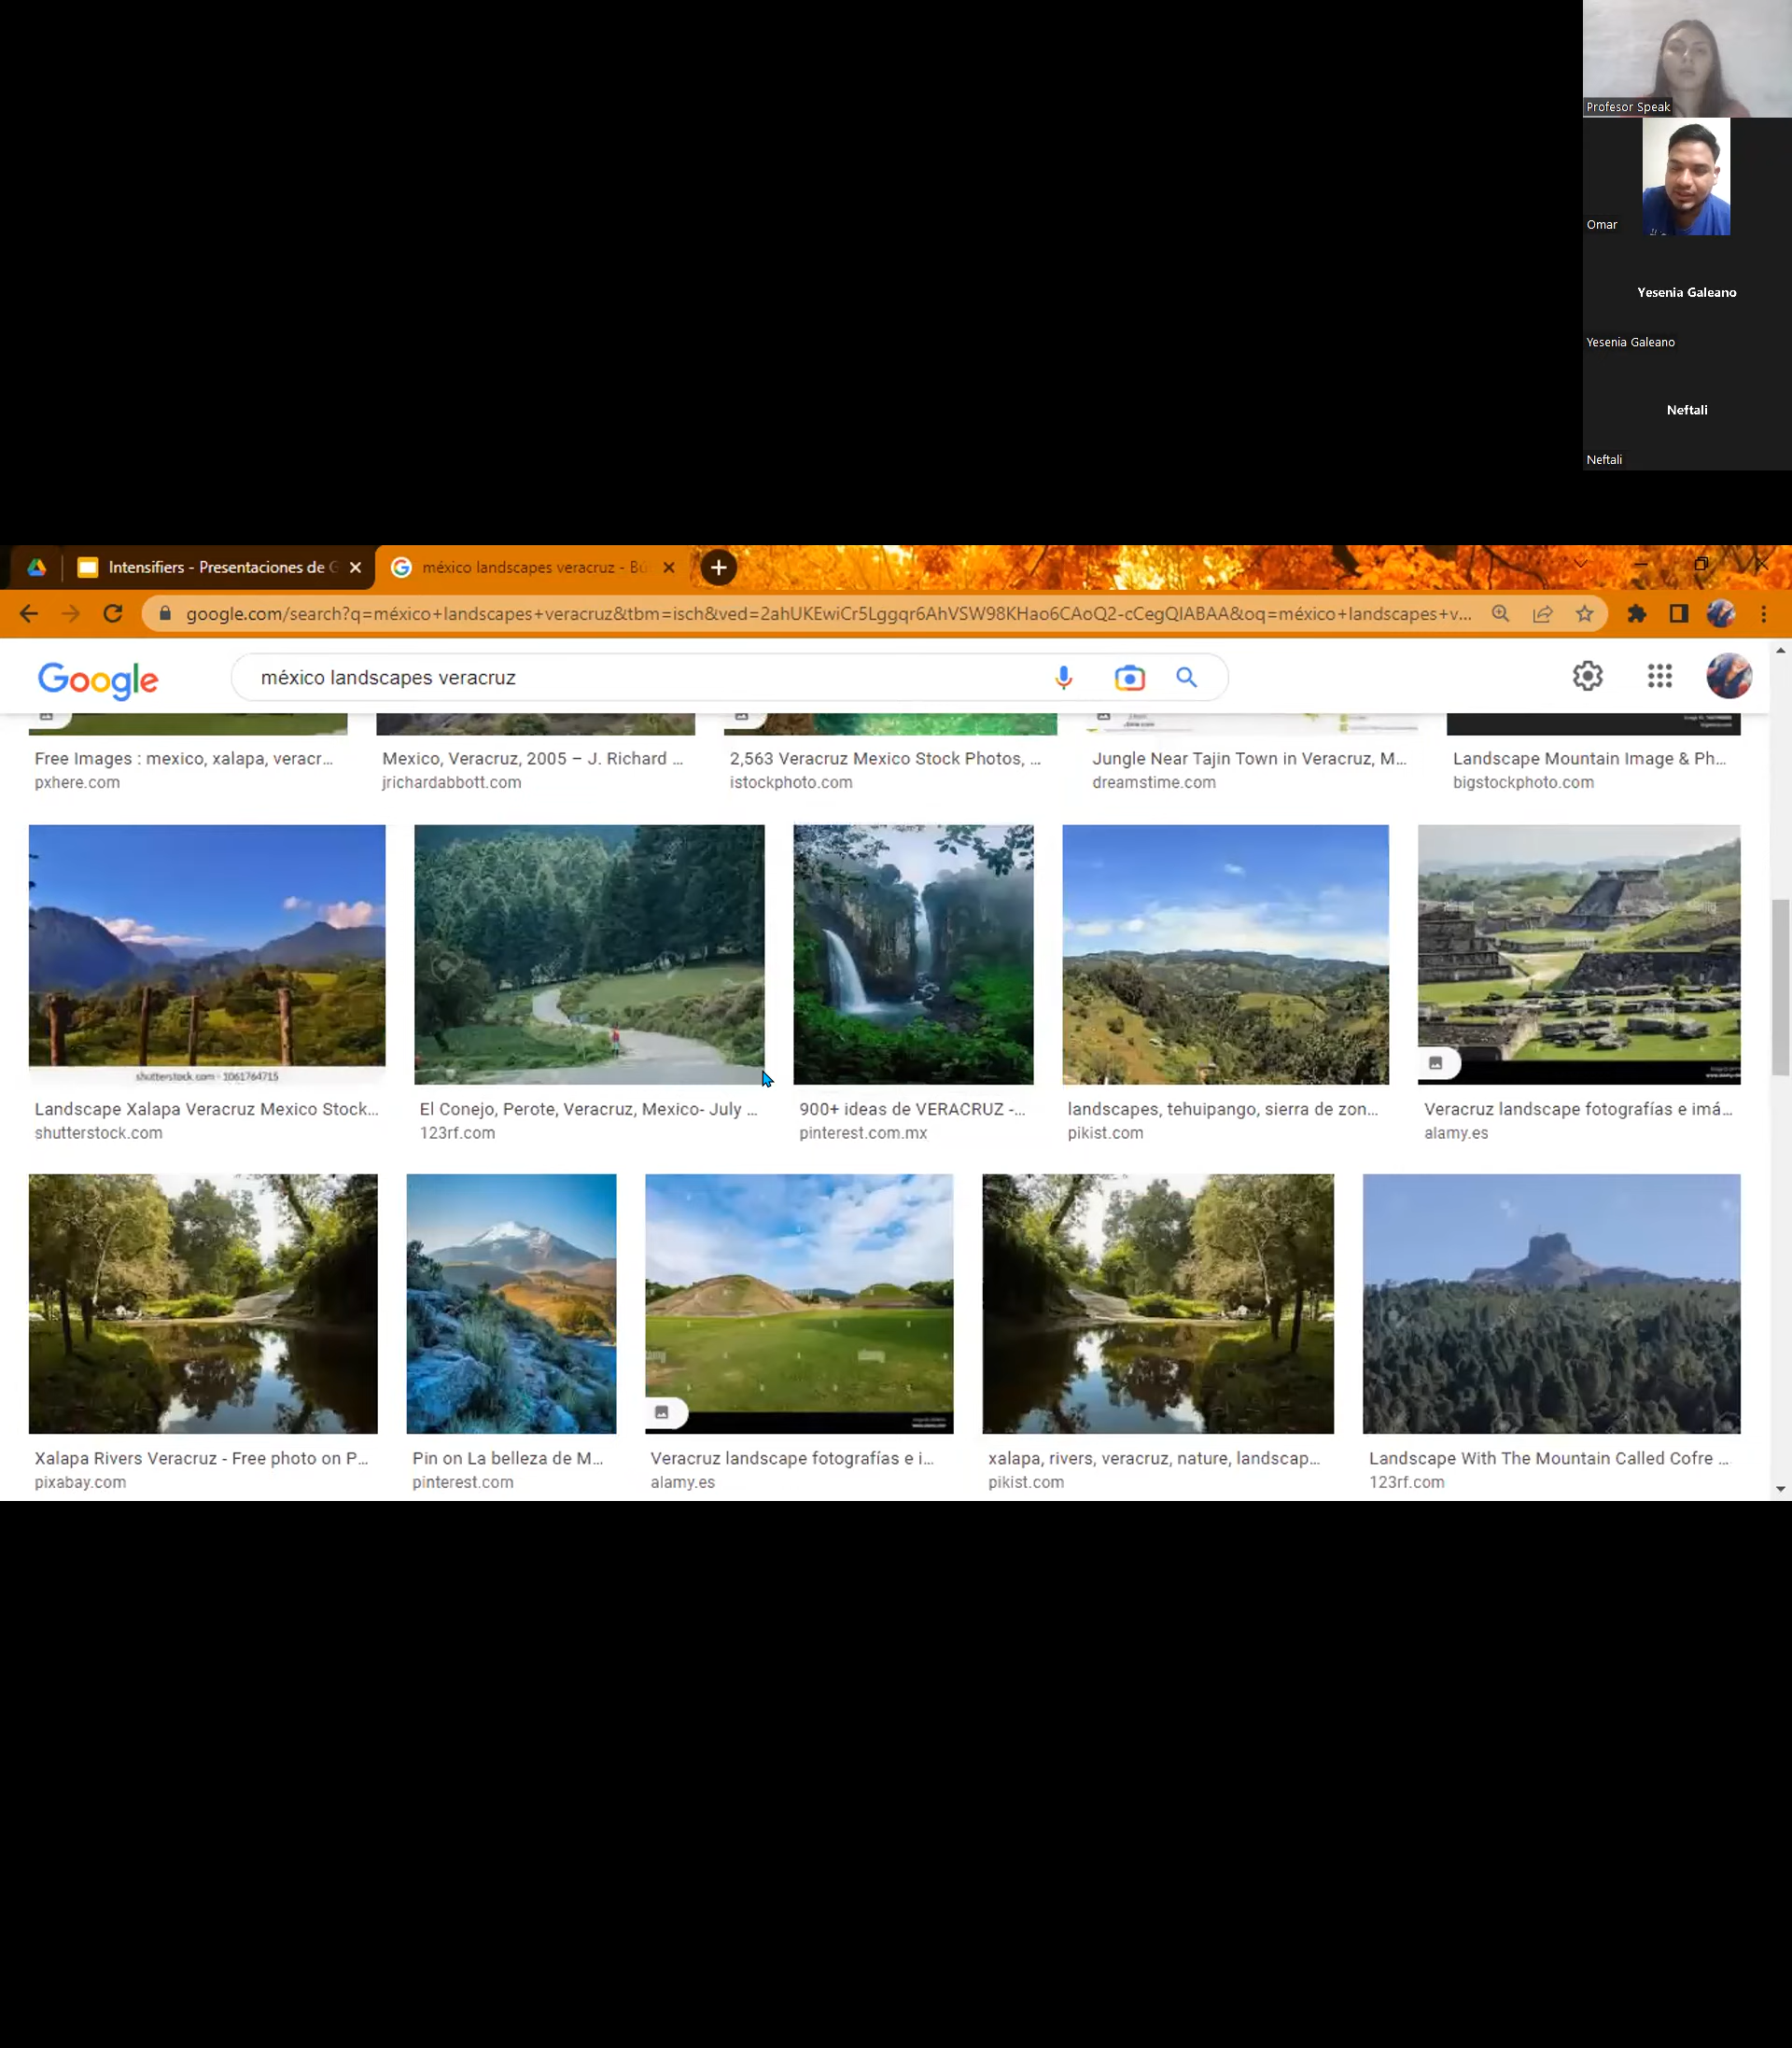 Profesor Speak
Omar
Yesenia Galeano
Yesenia Galeano
Neftali
Neftali
Intensifiers - Presentaciones de G
méxico landscapes veracruz - Bú
google.com/search?q=méxico+landscapes+veracruz&tbm=isch&ved=2ahUKEwiCr5Lggqr6AhVSW98KHao6CAoQ2-cCegQIABAA&oq=méxico+landscapes+v...
Google
méxico landscapes veracruz
Free Images : mexico, xalapa, veracr...
pxhere.com
Mexico, Veracruz, 2005 – J. Richard ...
jrichardabbott.com
2,563 Veracruz Mexico Stock Photos, ...
istockphoto.com
Jungle Near Tajin Town in Veracruz, M...
dreamstime.com
Landscape Mountain Image & Ph...
bigstockphoto.com
shutterstock.com · 1061764715
Landscape Xalapa Veracruz Mexico Stock...
shutterstock.com
El Conejo, Perote, Veracruz, Mexico- July ...
123rf.com
900+ ideas de VERACRUZ -...
pinterest.com.mx
landscapes, tehuipango, sierra de zon...
pikist.com
Veracruz landscape fotografías e imá...
alamy.es
Xalapa Rivers Veracruz - Free photo on P...
pixabay.com
Pin on La belleza de M...
pinterest.com
Veracruz landscape fotografías e i...
alamy.es
xalapa, rivers, veracruz, nature, landscap...
pikist.com
Landscape With The Mountain Called Cofre ...
123rf.com